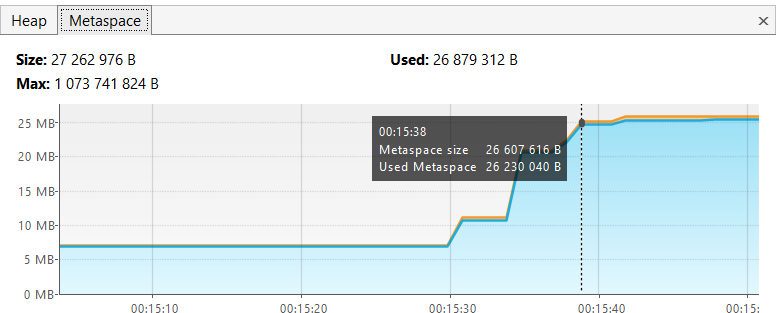 Heap Metaspace ×
Size: 27 262 976 B Used: 26 879 312 B
Max: 1 073 741 824 B
25 MB
20 MB
15 MB
10 MB
5 MB
0 MB
00:15:38
Metaspace size 26 607 616 B
Used Metaspace 26 230 040 B
00:15:10 00:15:20 00:15:30 00:15:40 00:15: